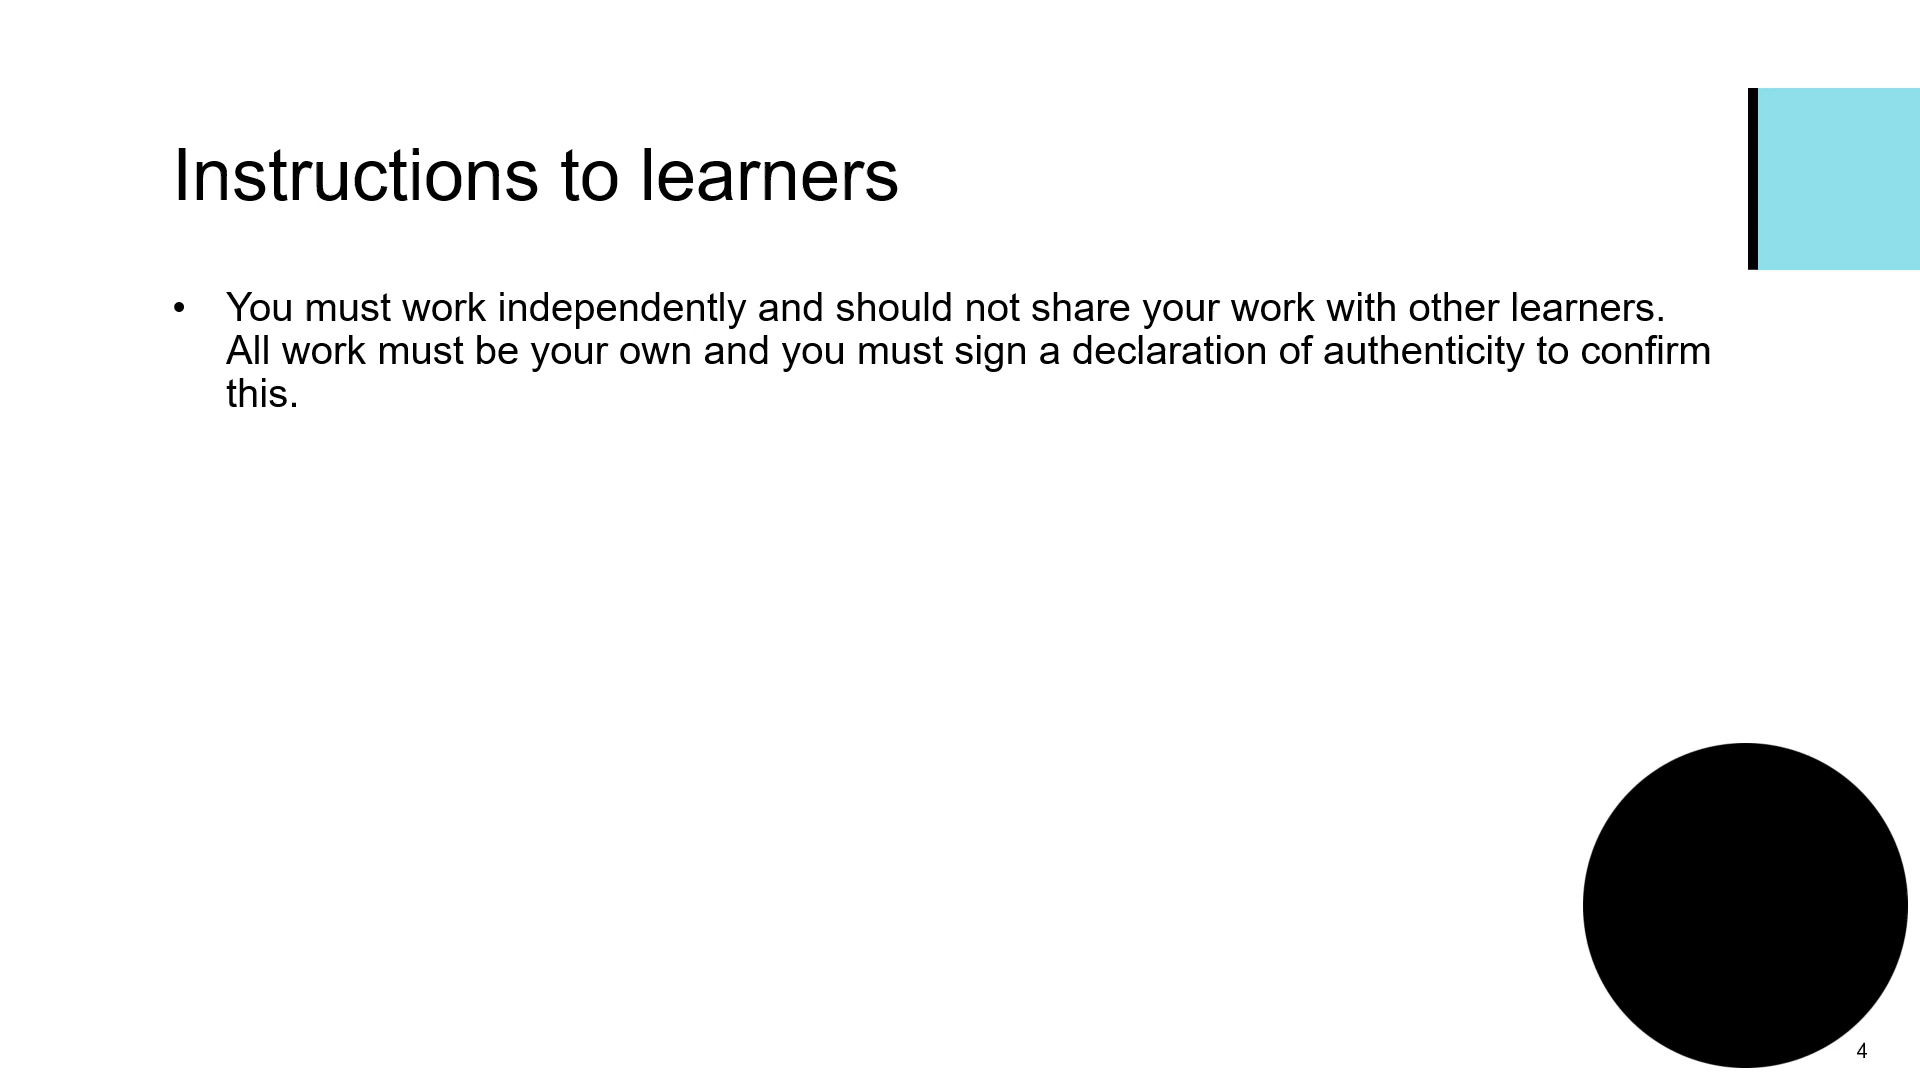 Instructions to learners
• You must work independently and should not share your work with other learners.
All work must be your own and you must sign a declaration of authenticity to confirm
this.
4